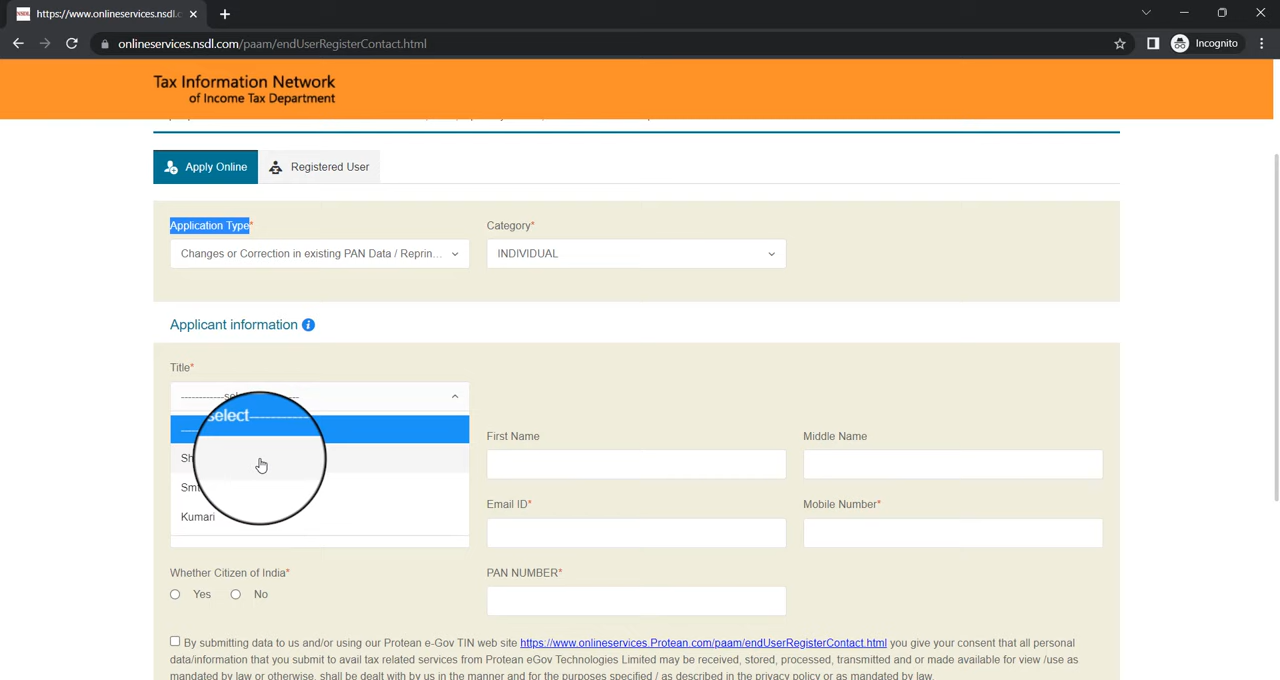 https://www.onlineservices.nsdl.c
onlineservices.nsdl.com/paam/endUserRegisterContact.html
Incognito
Tax Information Network
of Income Tax Department
Apply Online
Registered User
Application Type*
Category*
Changes or Correction in existing PAN Data / Reprin...
INDIVIDUAL
Applicant information
Title*
select------------
First Name
Middle Name
Sh
Smt
Email ID*
Mobile Number*
Kumari
Whether Citizen of India*
PAN NUMBER*
Yes
No
By submitting data to us and/or using our Protean e-Gov TIN web site https://www.onlineservices.Protean.com/paam/endUserRegisterContact.html you give your consent that all personal
data/information that you submit to avail tax related services from Protean eGov Technologies Limited may be received, stored, processed, transmitted and or made available for view /use as
mandated by law or otherwise, shall be dealt with by us in the manner and for the purposes specified / as described in the privacy policy or as mandated by law.